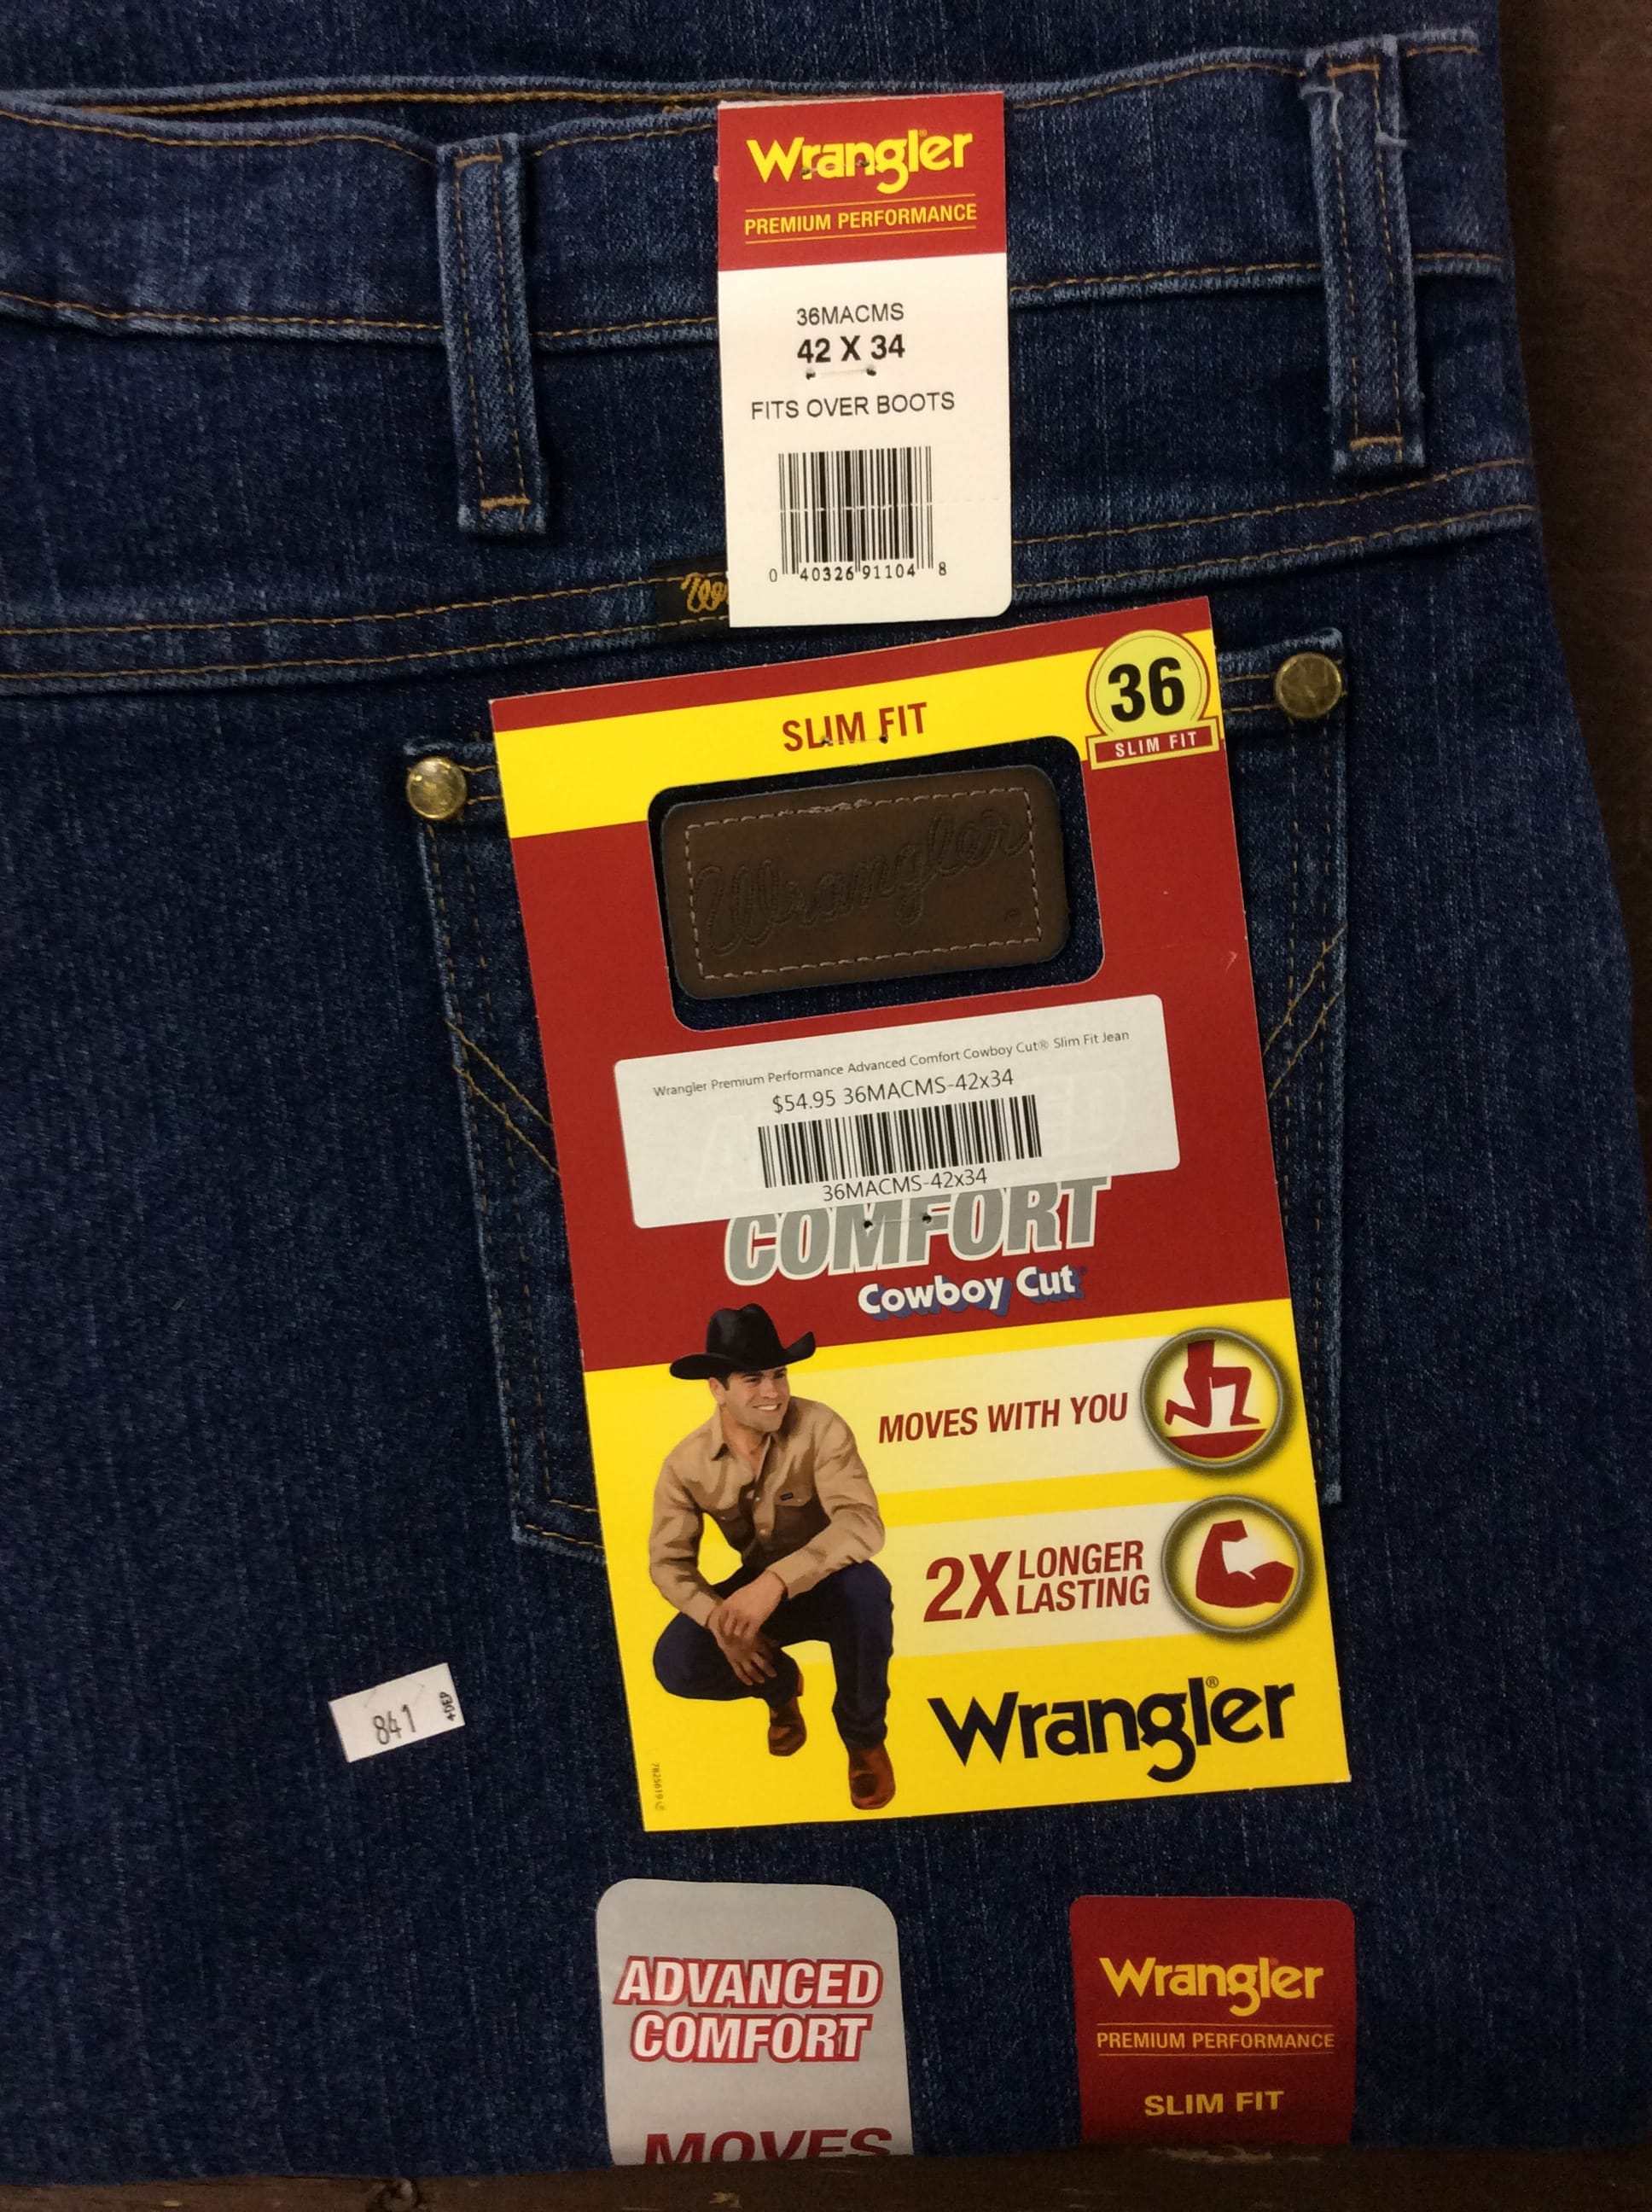 Wrangler
PREMIUM PERFORMANCE
36MACMS
42 X 34
FITS OVER BOOTS
0 40326 91104 8
SLIM FIT
36
SLIM FIT
Wrangler
Wrangler Premium Performance Advanced Comfort Cowboy Cut® Slim Fit Jean
$54.95 36MACMS-42x34
36MACMS-42x34
COMFORT
Cowboy Cut
MOVES WITH YOU
2X LONGER
LASTING
Wrangler®
841
ADVANCED
COMFORT
MOVES
Wrangler
PREMIUM PERFORMANCE
SLIM FIT